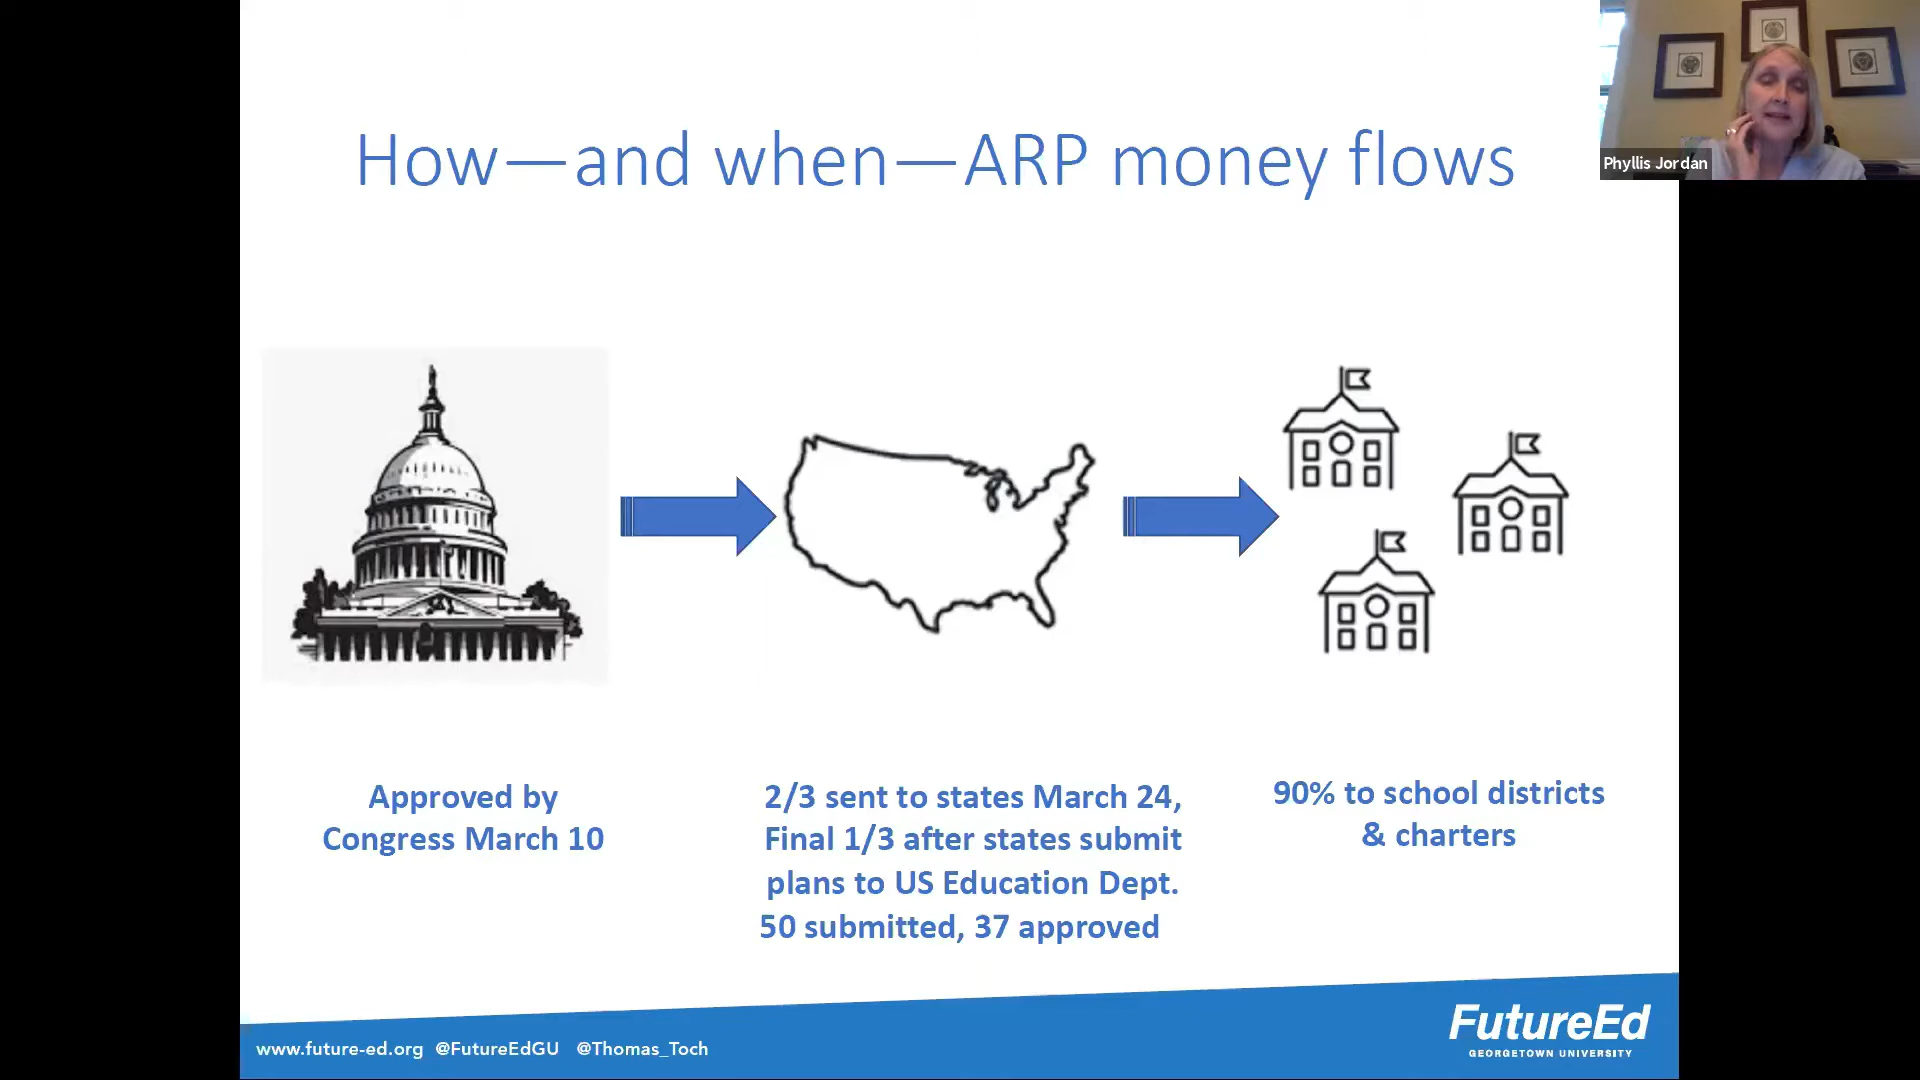 How—and when—ARP money flows
Phyllis Jordan
Approved by
Congress March 10
2/3 sent to states March 24,
Final 1/3 after states submit
plans to US Education Dept.
50 submitted, 37 approved
90% to school districts
& charters
www.future-ed.org @FutureEdGU @Thomas_Toch
FutureEd
GEORGETOWN UNIVERSITY